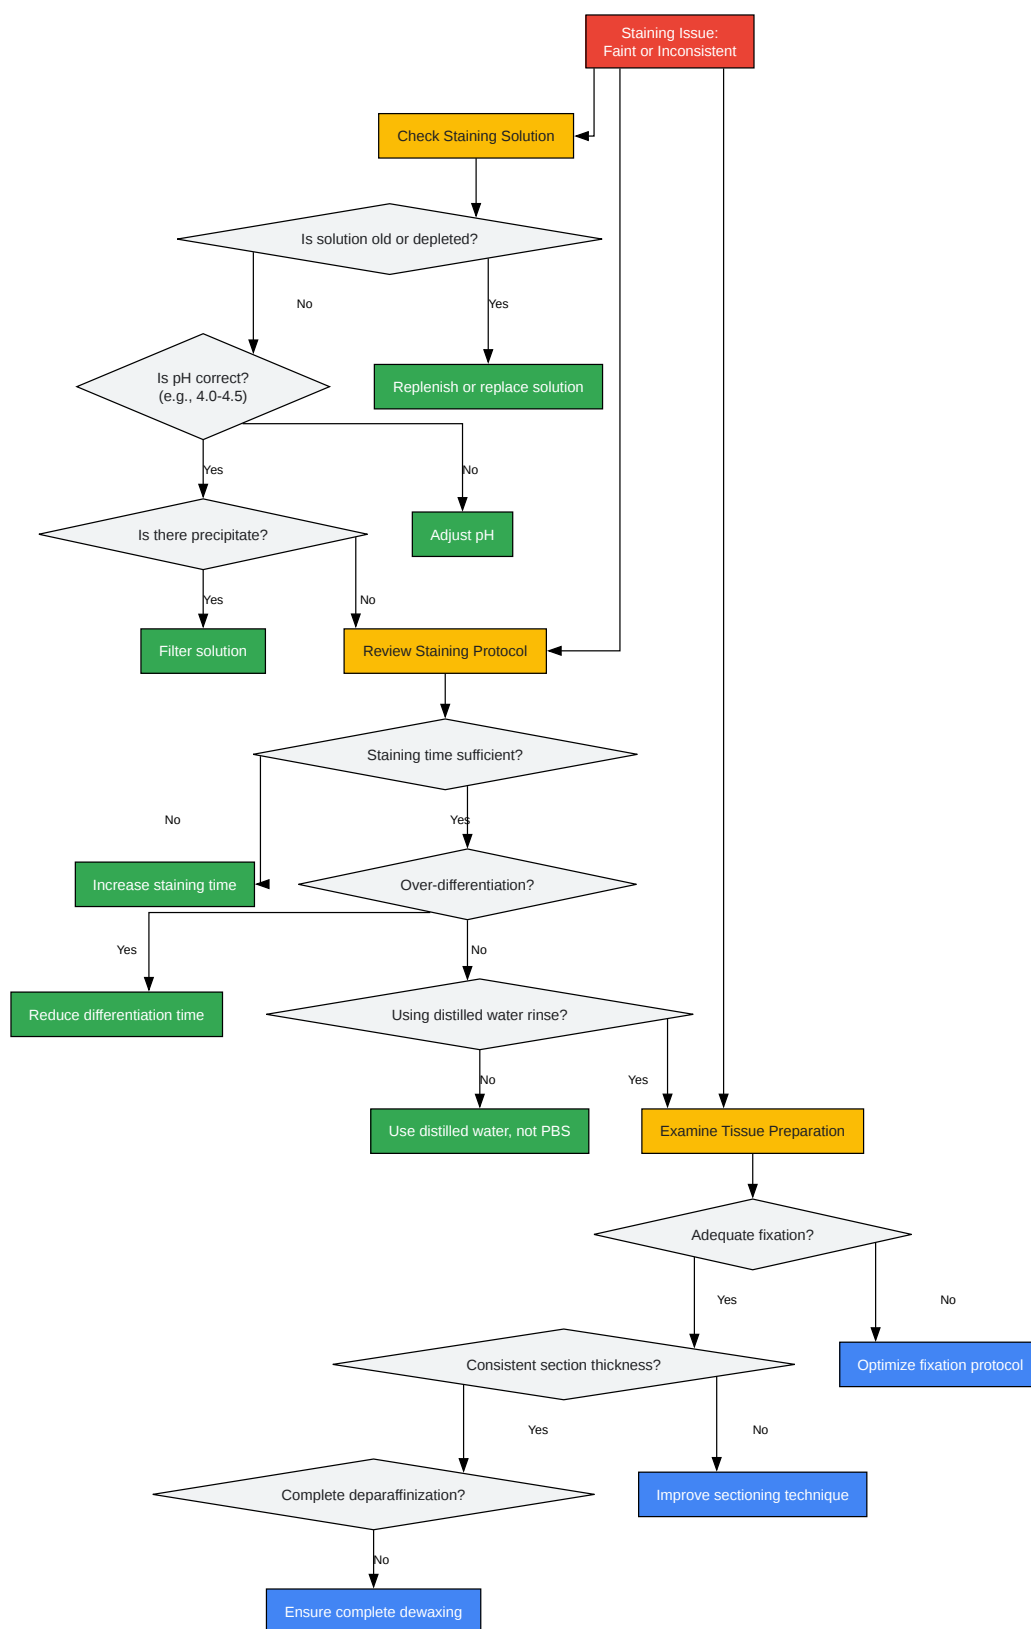 Staining Issue:
Faint or Inconsistent
Check Staining Solution
Is solution old or depleted?
No
Yes
Is pH correct?
(e.g., 4.0-4.5)
Replenish or replace solution
Yes
No
Is there precipitate?
Adjust pH
Yes
No
Filter solution
Review Staining Protocol
Staining time sufficient?
No
Yes
Increase staining time
Over-differentiation?
Yes
No
Reduce differentiation time
Using distilled water rinse?
No
Yes
Use distilled water, not PBS
Examine Tissue Preparation
Adequate fixation?
Yes
No
Consistent section thickness?
Optimize fixation protocol
Yes
No
Complete deparaffinization?
Improve sectioning technique
No
Ensure complete dewaxing